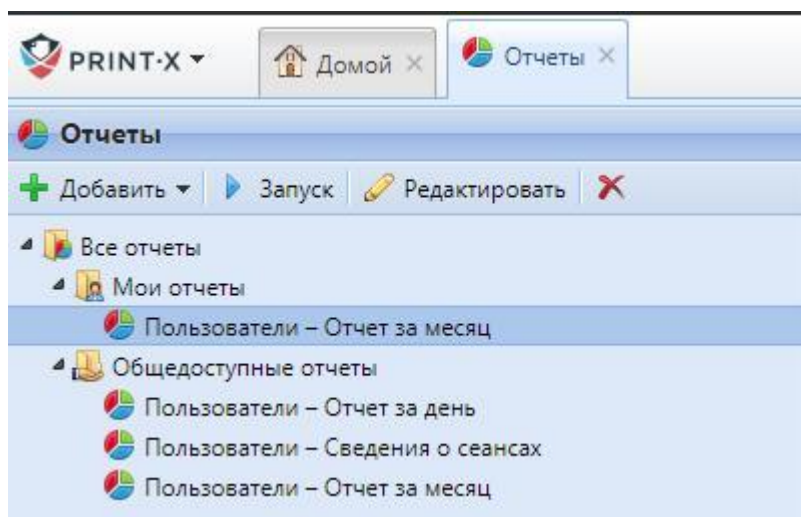 PRINT·X Домой Отчеты
Отчеты
Добавить Запуск Редактировать
Все отчеты
Мои отчеты
Пользователи – Отчет за месяц
Общедоступные отчеты
Пользователи – Отчет за день
Пользователи – Сведения о сеансах
Пользователи – Отчет за месяц